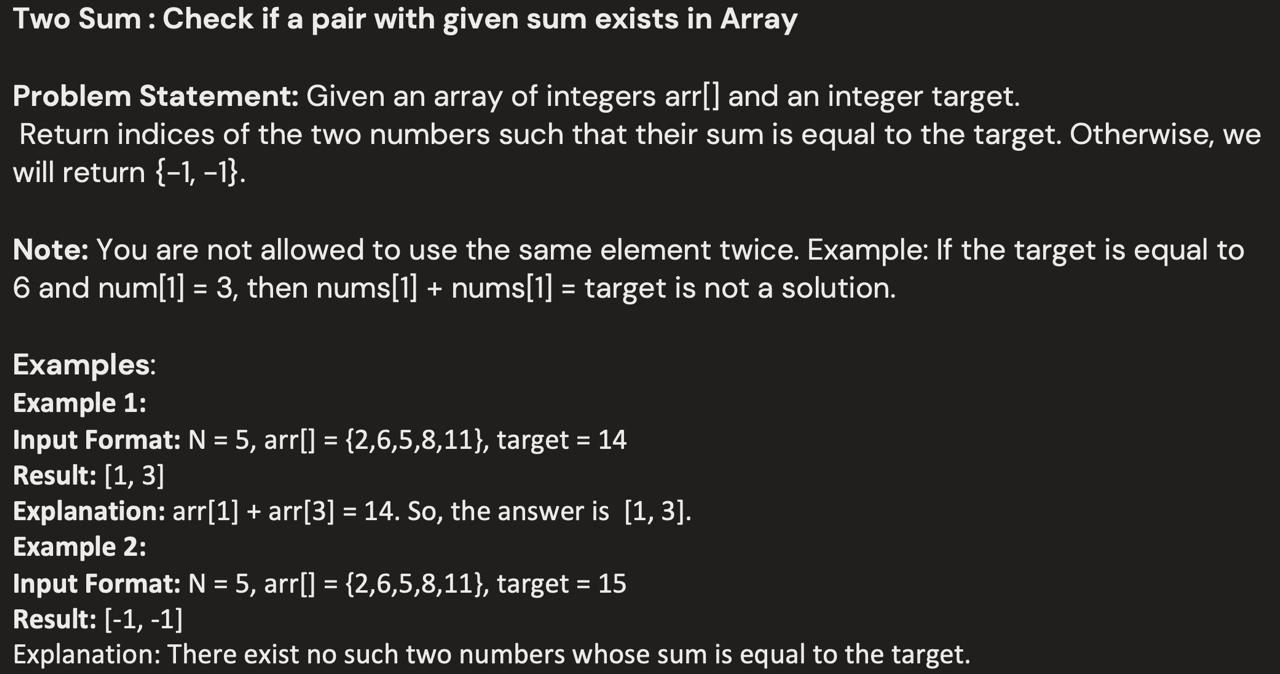 Two Sum : Check if a pair with given sum exists in Array
Problem Statement: Given an array of integers arr[] and an integer target.
Return indices of the two numbers such that their sum is equal to the target. Otherwise, we
will return {-1, -1}.
Note: You are not allowed to use the same element twice. Example: If the target is equal to
6 and num[1] = 3, then nums[1] + nums[1] = target is not a solution.
Examples:
Example 1:
Input Format: N = 5, arr[] = {2,6,5,8,11}, target = 14
Result: [1, 3]
Explanation: arr[1] + arr[3] = 14. So, the answer is [1, 3].
Example 2:
Input Format: N = 5, arr[] = {2,6,5,8,11}, target = 15
Result: [-1, -1]
Explanation: There exist no such two numbers whose sum is equal to the target.